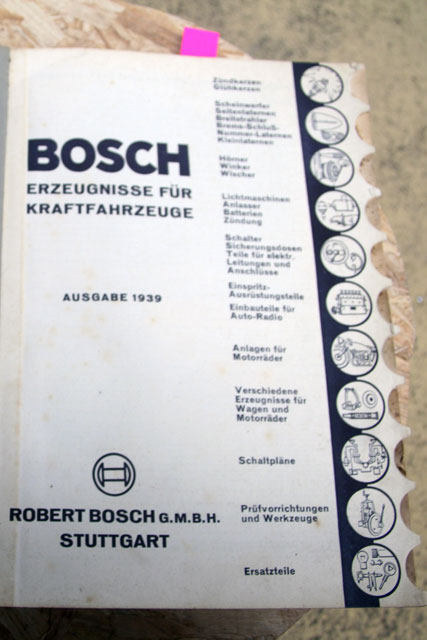 BOSCH
ERZEUGNISSE FÜR
KRAFTFAHRZEUGE
AUSGABE 1939
ROBERT BOSCH G.M.B.H.
STUTTGART
Zündkerzen
Glühkerzen
Scheinwerfer
Seitenlaternen
Breitstrahler
Brems-Schluß-
Nummer-Laternen
Kleinlaternen
Hörner
Winker
Wischer
Lichtmaschinen
Anlasser
Batterien
Zündung
Schalter
Sicherungsdosen
Teile für elektr.
Leitungen und
Anschlüsse
Einspritz-
Ausrüstungsteile
Einbauteile für
Auto-Radio
Anlagen für
Motorräder
Verschiedene
Erzeugnisse für
Wagen und
Motorräder
Schaltpläne
Prüfvorrichtungen
und Werkzeuge
Ersatzteile